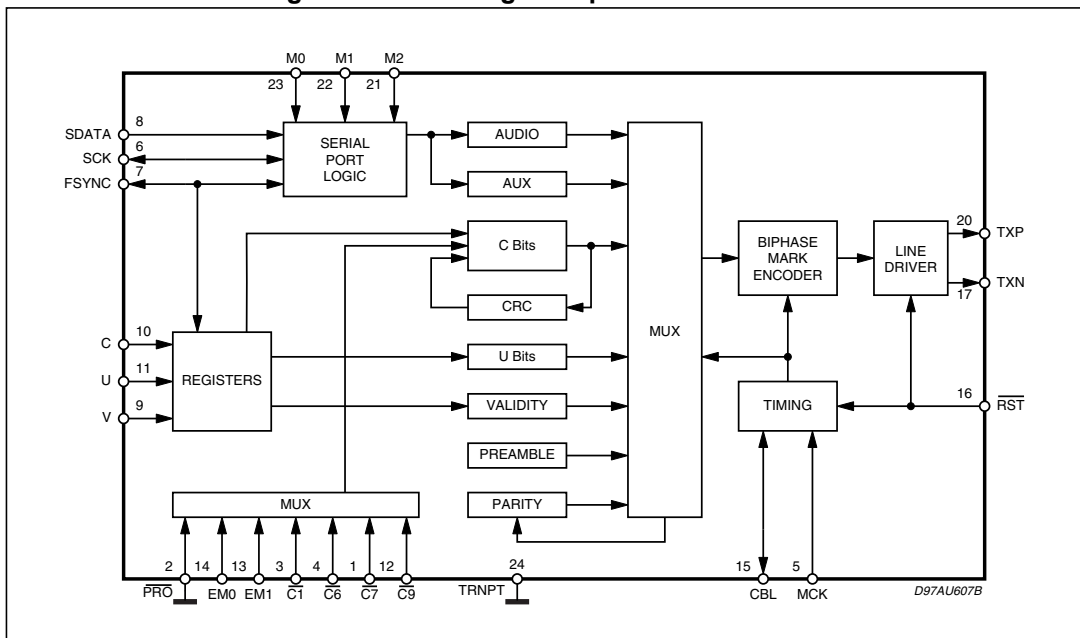 M0 M1 M2
23 22 21
SDATA 8
SCK 6
FSYNC 7
SERIAL
PORT
LOGIC
AUDIO
AUX
C Bits
CRC
U Bits
VALIDITY
PREAMBLE
PARITY
MUX
BIPHASE
MARK
ENCODER
LINE
DRIVER
20 TXP
TXN
17
C 10
U 11
V 9
REGISTERS
TIMING
16 RST
MUX
2 14 13 3 4 1 12
PRO EM0 EM1 C1 C6 C7 C9
24
TRNPT
15 5
CBL MCK
D97AU607B